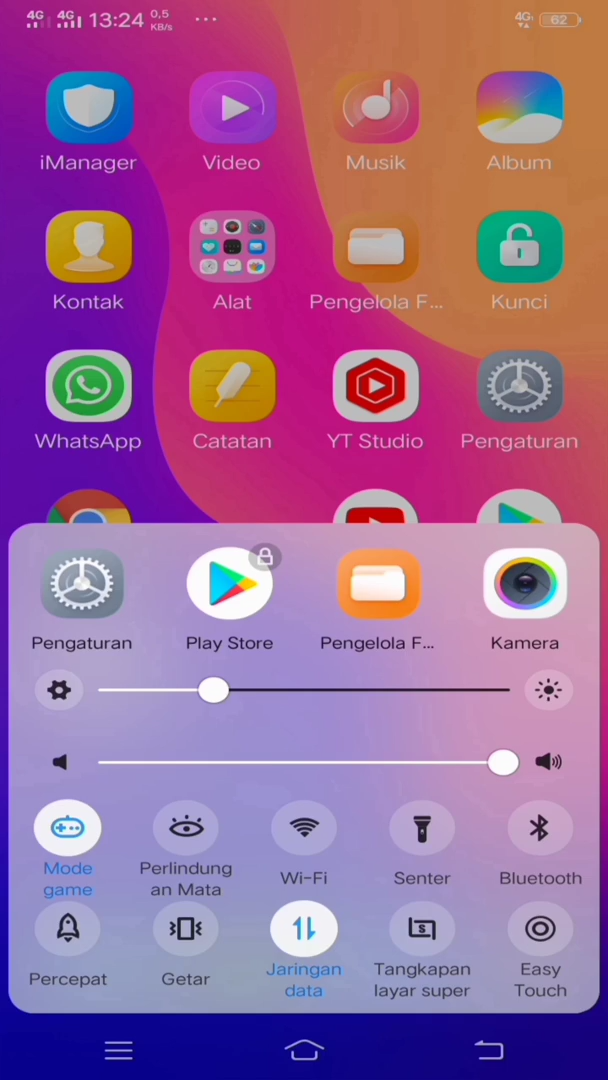 4G 4G 13:24 0,5 KB/s ... 4G 62
iManager Video Musik Album
Kontak Alat Pengelola F... Kunci
WhatsApp Catatan YT Studio Pengaturan
Pengaturan Play Store Pengelola F... Kamera
Mode game
Perlindung an Mata
Wi-Fi
Senter
Bluetooth
Percepat
Getar
Jaringan data
Tangkapan layar super
Easy Touch